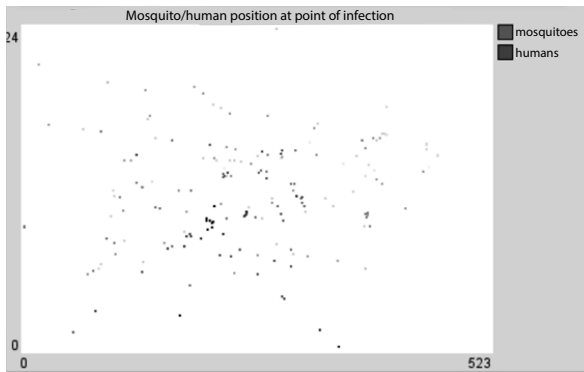 Mosquito/human position at point of infection
24
mosquitoes
humans
0
0
523